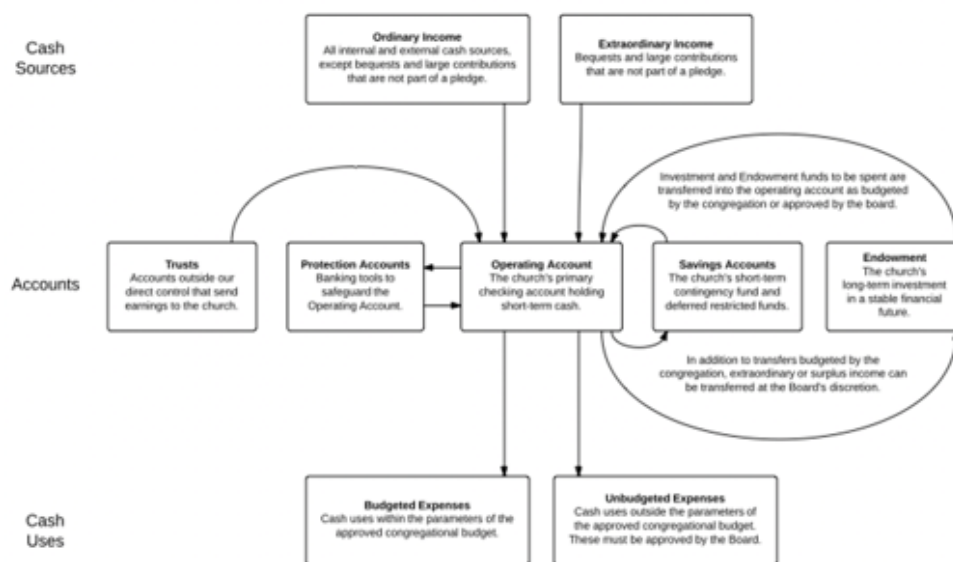 Cash
Sources
Ordinary Income
All internal and external cash sources,
except bequests and large contributions
that are not part of a pledge.
Extraordinary Income
Bequests and large contributions
that are not part of a pledge.
Investment and Endowment funds to be spent are
transferred into the operating account as budgeted
by the congregation or approved by the board.
Accounts
Trusts
Accounts outside our
direct control that send
earnings to the church.
Protection Accounts
Banking tools to
safeguard the
Operating Account.
Operating Account
The church's primary
checking account holding
short-term cash.
Savings Accounts
The church's short-term
contingency fund and
deferred restricted funds.
Endowment
The church's
long-term investment
in a stable financial
future.
In addition to transfers budgeted by the
congregation, extraordinary or surplus income can
be transferred at the Board's discretion.
Cash
Uses
Budgeted Expenses
Cash uses within the parameters of the
approved congregational budget.
Unbudgeted Expenses
Cash uses outside the parameters of
the approved congregational budget.
These must be approved by the Board.